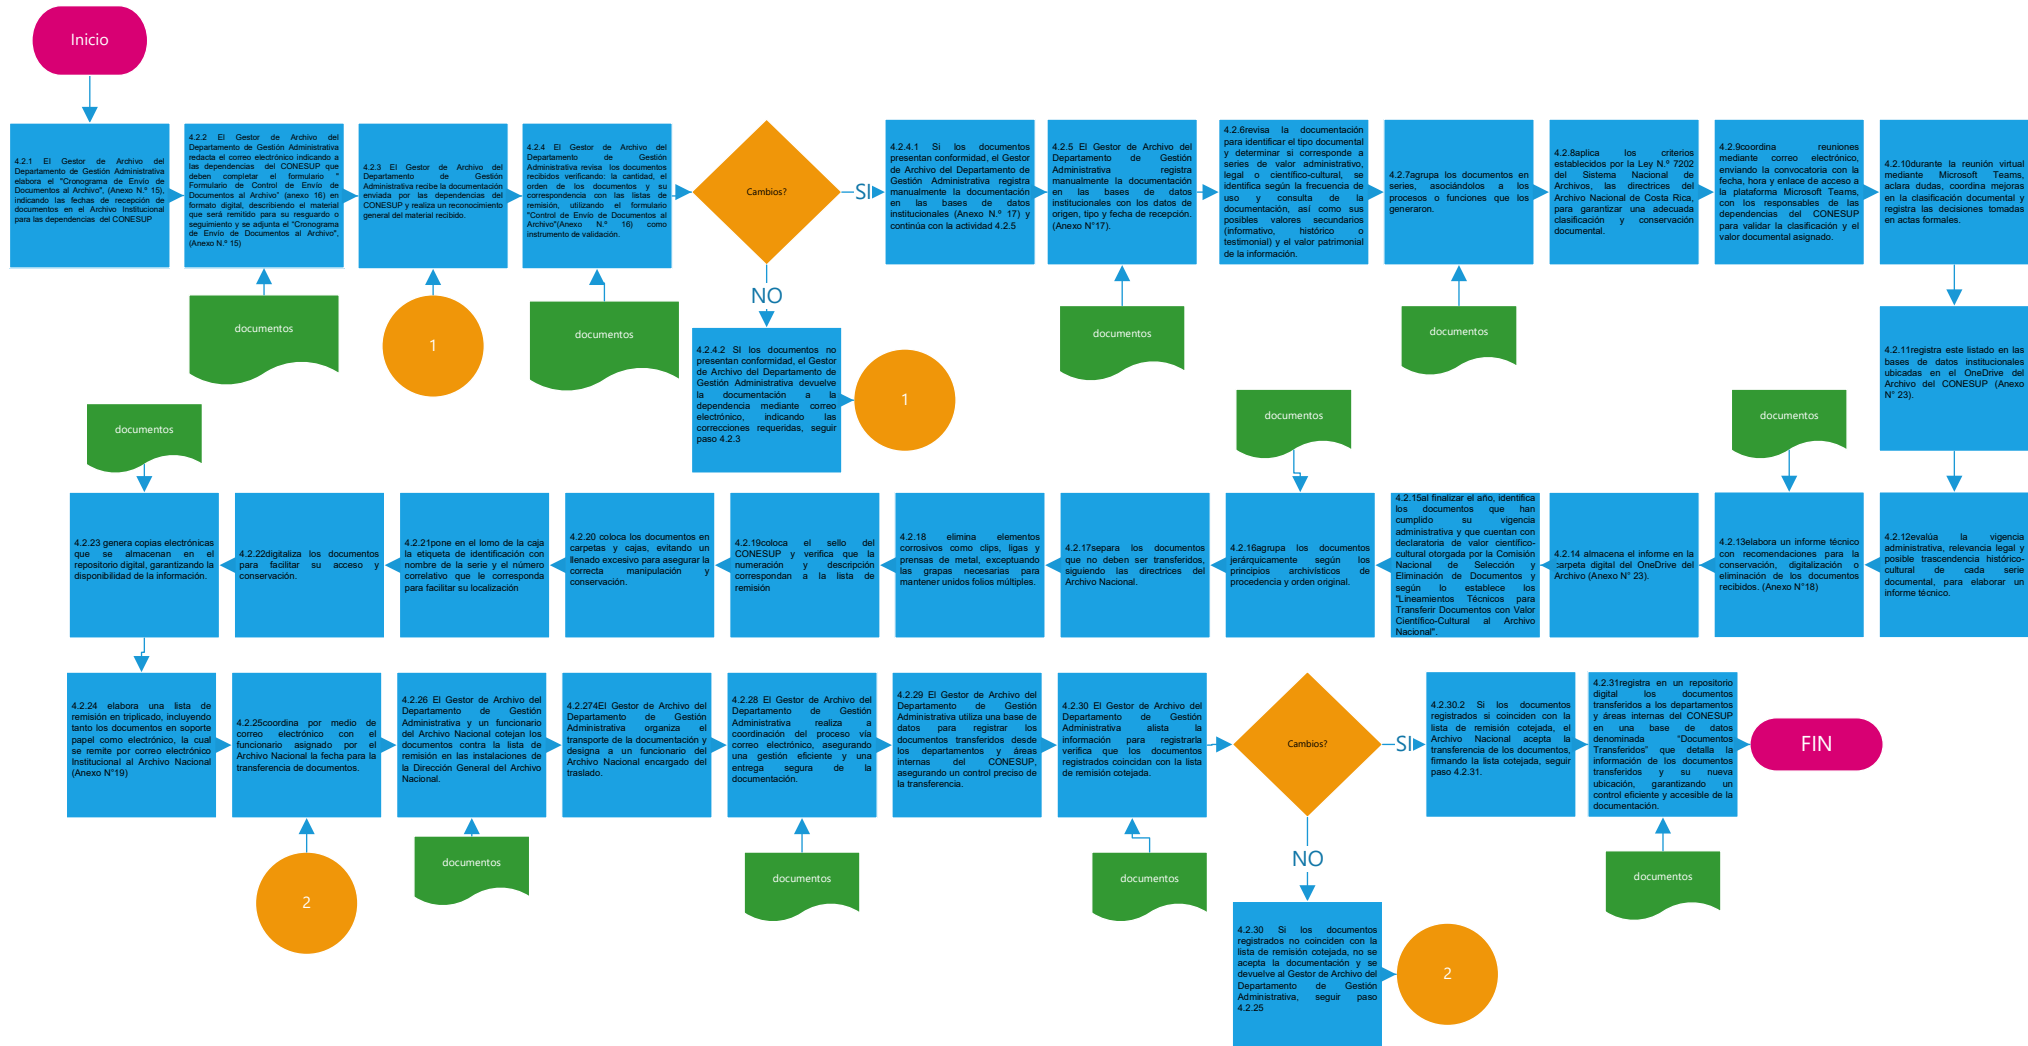 Inicio
4.2.1 El Gestor de Archivo del
Departamento de Gestión Administrativa
elabora el "Cronograma de Envío de
Documentos al Archivo", (Anexo N.º 15),
indicando las fechas de recepción de
documentos en el Archivo Institucional
para las dependencias del CONESUP
4.2.2 El Gestor de Archivo del
Departamento de Gestión Administrativa
redacta el correo electrónico indicando a
las dependencias del CONESUP que
deben completar el formulario "
Formulario de Control de Envío de
Documentos al Archivo" (anexo 16) en
formato digital, describiendo el material
que será remitido para su resguardo o
seguimiento y se adjunta el "Cronograma
de Envío de Documentos al Archivo",
(Anexo N.º 15)
4.2.3 El Gestor de Archivo del
Departamento de Gestión
Administrativa recibe la documentación
enviada por las dependencias del
CONESUP y realiza un reconocimiento
general del material recibido.
4.2.4 El Gestor de Archivo del
Departamento de Gestión
Administrativa revisa los documentos
recibidos verificando: la cantidad, el
orden de los documentos y su
correspondencia con las listas de
remisión, utilizando el formulario
"Control de Envío de Documentos al
Archivo"(Anexo N.º 16) como
instrumento de validación.
Cambios?
SI
4.2.4.1 Si los documentos
presentan conformidad, el Gestor
de Archivo del Departamento de
Gestión Administrativa registra
manualmente la documentación
en las bases de datos
institucionales (Anexo N.º 17) y
continúa con la actividad 4.2.5
4.2.5 El Gestor de Archivo del
Departamento de Gestión
Administrativa registra
manualmente la documentación
en las bases de datos
institucionales con los datos de
origen, tipo y fecha de recepción.
(Anexo N°17).
4.2.6revisa la documentación
para identificar el tipo documental
y determinar si corresponde a
series de valor administrativo,
legal o científico-cultural, se
identifica según la frecuencia de
uso y consulta de la
documentación, así como sus
posibles valores secundarios
(informativo, histórico o
testimonial) y el valor patrimonial
de la información.
4.2.7agrupa los documentos en
series, asociándolos a los
procesos o funciones que los
generaron.
4.2.8aplica los criterios
establecidos por la Ley N.º 7202
del Sistema Nacional de
Archivos, las directrices del
Archivo Nacional de Costa Rica,
para garantizar una adecuada
clasificación y conservación
documental.
4.2.9coordina reuniones
mediante correo electrónico,
enviando la convocatoria con la
fecha, hora y enlace de acceso a
la plataforma Microsoft Teams,
con los responsables de las
dependencias del CONESUP
para validar la clasificación y el
valor documental asignado.
4.2.10durante la reunión virtual
mediante Microsoft Teams,
aclara dudas, coordina mejoras
en la clasificación documental y
registra las decisiones tomadas
en actas formales.
documentos
1
documentos
NO
4.2.4.2 SI los documentos no
presentan conformidad, el Gestor
de Archivo del Departamento de
Gestión Administrativa devuelve
la documentación a la
dependencia mediante correo
electrónico, indicando las
correcciones requeridas, seguir
paso 4.2.3
1
documentos
documentos
4.2.11registra este listado en las
bases de datos institucionales
ubicadas en el OneDrive del
Archivo del CONESUP (Anexo
N° 23).
documentos
documentos
documentos
4.2.23 genera copias electrónicas
que se almacenan en el
repositorio digital, garantizando la
disponibilidad de la información.
4.2.22digitaliza los documentos
para facilitar su acceso y
conservación.
4.2.21pone en el lomo de la caja
la etiqueta de identificación con
nombre de la serie y el número
correlativo que le corresponda
para facilitar su localización
4.2.20 coloca los documentos en
carpetas y cajas, evitando un
llenado excesivo para asegurar la
correcta manipulación y
conservación.
4.2.19coloca el sello del
CONESUP y verifica que la
numeración y descripción
correspondan a la lista de
remisión
4.2.18 elimina elementos
corrosivos como clips, ligas y
prensas de metal, exceptuando
las grapas necesarias para
mantener unidos folios múltiples.
4.2.17separa los documentos
que no deben ser transferidos,
siguiendo las directrices del
Archivo Nacional.
4.2.16agrupa los documentos
jerárquicamente según los
principios archivísticos de
procedencia y orden original.
4.2.15al finalizar el año, identifica
los documentos que han
cumplido su vigencia
administrativa y que cuentan con
declaratoria de valor científico-
cultural otorgada por la Comisión
Nacional de Selección y
Eliminación de Documentos y
según lo establece los
"Lineamientos Técnicos para
Transferir Documentos con Valor
Científico-Cultural al Archivo
Nacional".
4.2.14 almacena el informe en la
carpeta digital del OneDrive del
Archivo (Anexo N° 23).
4.2.13elabora un informe técnico
con recomendaciones para la
conservación, digitalización o
eliminación de los documentos
recibidos. (Anexo N°18)
4.2.12evalúa la vigencia
administrativa, relevancia legal y
posible trascendencia histórico-
cultural de cada serie
documental, para elaborar un
informe técnico.
4.2.24 elabora una lista de
remisión en triplicado, incluyendo
tanto los documentos en soporte
papel como electrónico, la cual
se remite por correo electrónico
Institucional al Archivo Nacional
(Anexo N°19)
4.2.25coordina por medio de
correo electrónico con el
funcionario asignado por el
Archivo Nacional la fecha para la
transferencia de documentos.
4.2.26 El Gestor de Archivo del
Departamento de Gestión
Administrativa y un funcionario
del Archivo Nacional cotejan los
documentos contra la lista de
remisión en las instalaciones de
la Dirección General del Archivo
Nacional.
4.2.274El Gestor de Archivo del
Departamento de Gestión
Administrativa organiza el
transporte de la documentación y
designa a un funcionario del
Archivo Nacional encargado del
traslado.
4.2.28 El Gestor de Archivo del
Departamento de Gestión
Administrativa realiza a
coordinación del proceso vía
correo electrónico, asegurando
una gestión eficiente y una
entrega segura de la
documentación.
4.2.29 El Gestor de Archivo del
Departamento de Gestión
Administrativa utiliza una base de
datos para registrar los
documentos transferidos desde
los departamentos y áreas
internas del CONESUP,
asegurando un control preciso de
la transferencia.
4.2.30 El Gestor de Archivo del
Departamento de Gestión
Administrativa alista la
información para registrarla
verifica que los documentos
registrados coincidan con la lista
de remisión cotejada.
Cambios?
SI
4.2.30.2 Si los documentos
registrados si coinciden con la
lista de remisión cotejada, el
Archivo Nacional acepta la
transferencia de los documentos,
firmando la lista cotejada, seguir
paso 4.2.31.
4.2.31registra en un repositorio
digital los documentos
transferidos a los departamentos
y áreas internas del CONESUP
en una base de datos
denominada "Documentos
Transferidos" que detalla la
información de los documentos
transferidos y su nueva
ubicación, garantizando un
control eficiente y accesible de la
documentación.
FIN
2
documentos
documentos
documentos
NO
4.2.30 Si los documentos
registrados no coinciden con la
lista de remisión cotejada, no se
acepta la documentación y se
devuelve al Gestor de Archivo del
Departamento de Gestión
Administrativa, seguir paso
4.2.25
2
documentos